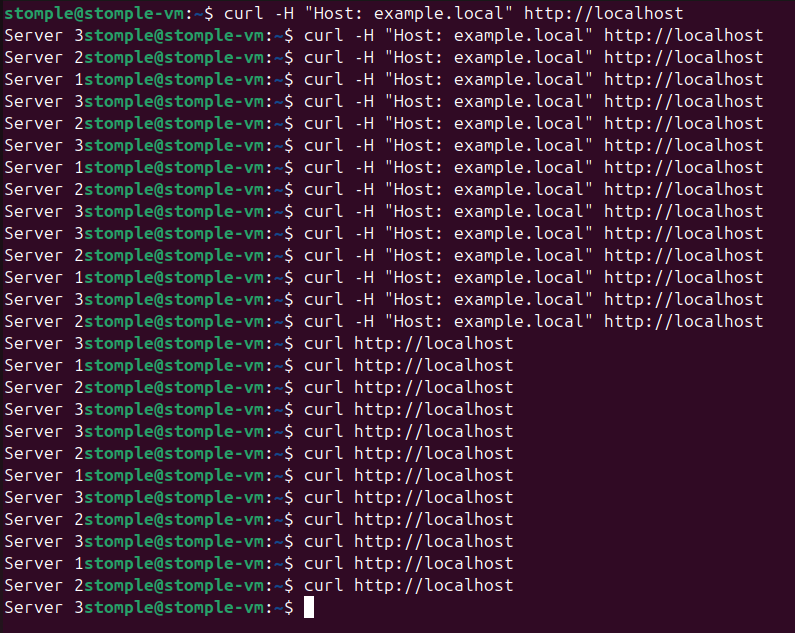 stomple@stomple-vm:~$ curl -H "Host: example.local" http://localhost
Server 3stomple@stomple-vm:~$ curl -H "Host: example.local" http://localhost
Server 2stomple@stomple-vm:~$ curl -H "Host: example.local" http://localhost
Server 1stomple@stomple-vm:~$ curl -H "Host: example.local" http://localhost
Server 3stomple@stomple-vm:~$ curl -H "Host: example.local" http://localhost
Server 2stomple@stomple-vm:~$ curl -H "Host: example.local" http://localhost
Server 3stomple@stomple-vm:~$ curl -H "Host: example.local" http://localhost
Server 1stomple@stomple-vm:~$ curl -H "Host: example.local" http://localhost
Server 2stomple@stomple-vm:~$ curl -H "Host: example.local" http://localhost
Server 3stomple@stomple-vm:~$ curl -H "Host: example.local" http://localhost
Server 3stomple@stomple-vm:~$ curl -H "Host: example.local" http://localhost
Server 2stomple@stomple-vm:~$ curl -H "Host: example.local" http://localhost
Server 1stomple@stomple-vm:~$ curl -H "Host: example.local" http://localhost
Server 3stomple@stomple-vm:~$ curl -H "Host: example.local" http://localhost
Server 2stomple@stomple-vm:~$ curl -H "Host: example.local" http://localhost
Server 3stomple@stomple-vm:~$ curl http://localhost
Server 1stomple@stomple-vm:~$ curl http://localhost
Server 2stomple@stomple-vm:~$ curl http://localhost
Server 3stomple@stomple-vm:~$ curl http://localhost
Server 3stomple@stomple-vm:~$ curl http://localhost
Server 2stomple@stomple-vm:~$ curl http://localhost
Server 1stomple@stomple-vm:~$ curl http://localhost
Server 3stomple@stomple-vm:~$ curl http://localhost
Server 2stomple@stomple-vm:~$ curl http://localhost
Server 3stomple@stomple-vm:~$ curl http://localhost
Server 1stomple@stomple-vm:~$ curl http://localhost
Server 2stomple@stomple-vm:~$ curl http://localhost
Server 3stomple@stomple-vm:~$